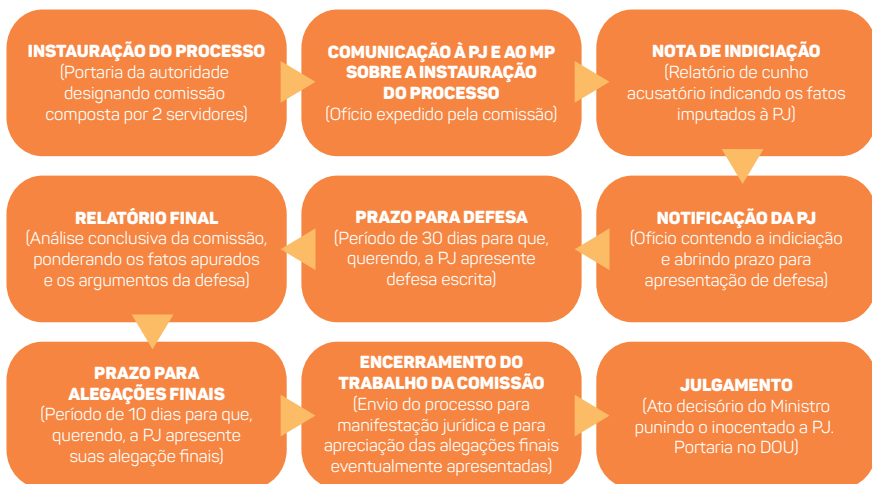 INSTAURAÇÃO DO PROCESSO
(Portaria da autoridade
designando comissão
composta por 2 servidores)
COMUNICAÇÃO À PJ E AO MP
SOBRE A INSTAURAÇÃO
DO PROCESSO
(Ofício expedido pela comissão)
NOTA DE INDICIAÇÃO
(Relatório de cunho
acusatório indicando os fatos
imputados à PJ)
NOTIFICAÇÃO DA PJ
(Ofício contendo a indiciação
e abrindo prazo para
apresentação de defesa)
PRAZO PARA DEFESA
(Período de 30 dias para que,
querendo, a PJ apresente
defesa escrita)
RELATÓRIO FINAL
(Análise conclusiva da comissão,
ponderando os fatos apurados
e os argumentos da defesa)
PRAZO PARA
ALEGAÇÕES FINAIS
(Período de 10 dias para que,
querendo, a PJ apresente
suas alegaçõe finais)
ENCERRAMENTO DO
TRABALHO DA COMISSÃO
(Envio do processo para
manifestação jurídica e para
apreciação das alegações finais
eventualmente apresentadas)
JULGAMENTO
(Ato decisório do Ministro
punindo o inocentado a PJ.
Portaria no DOU)